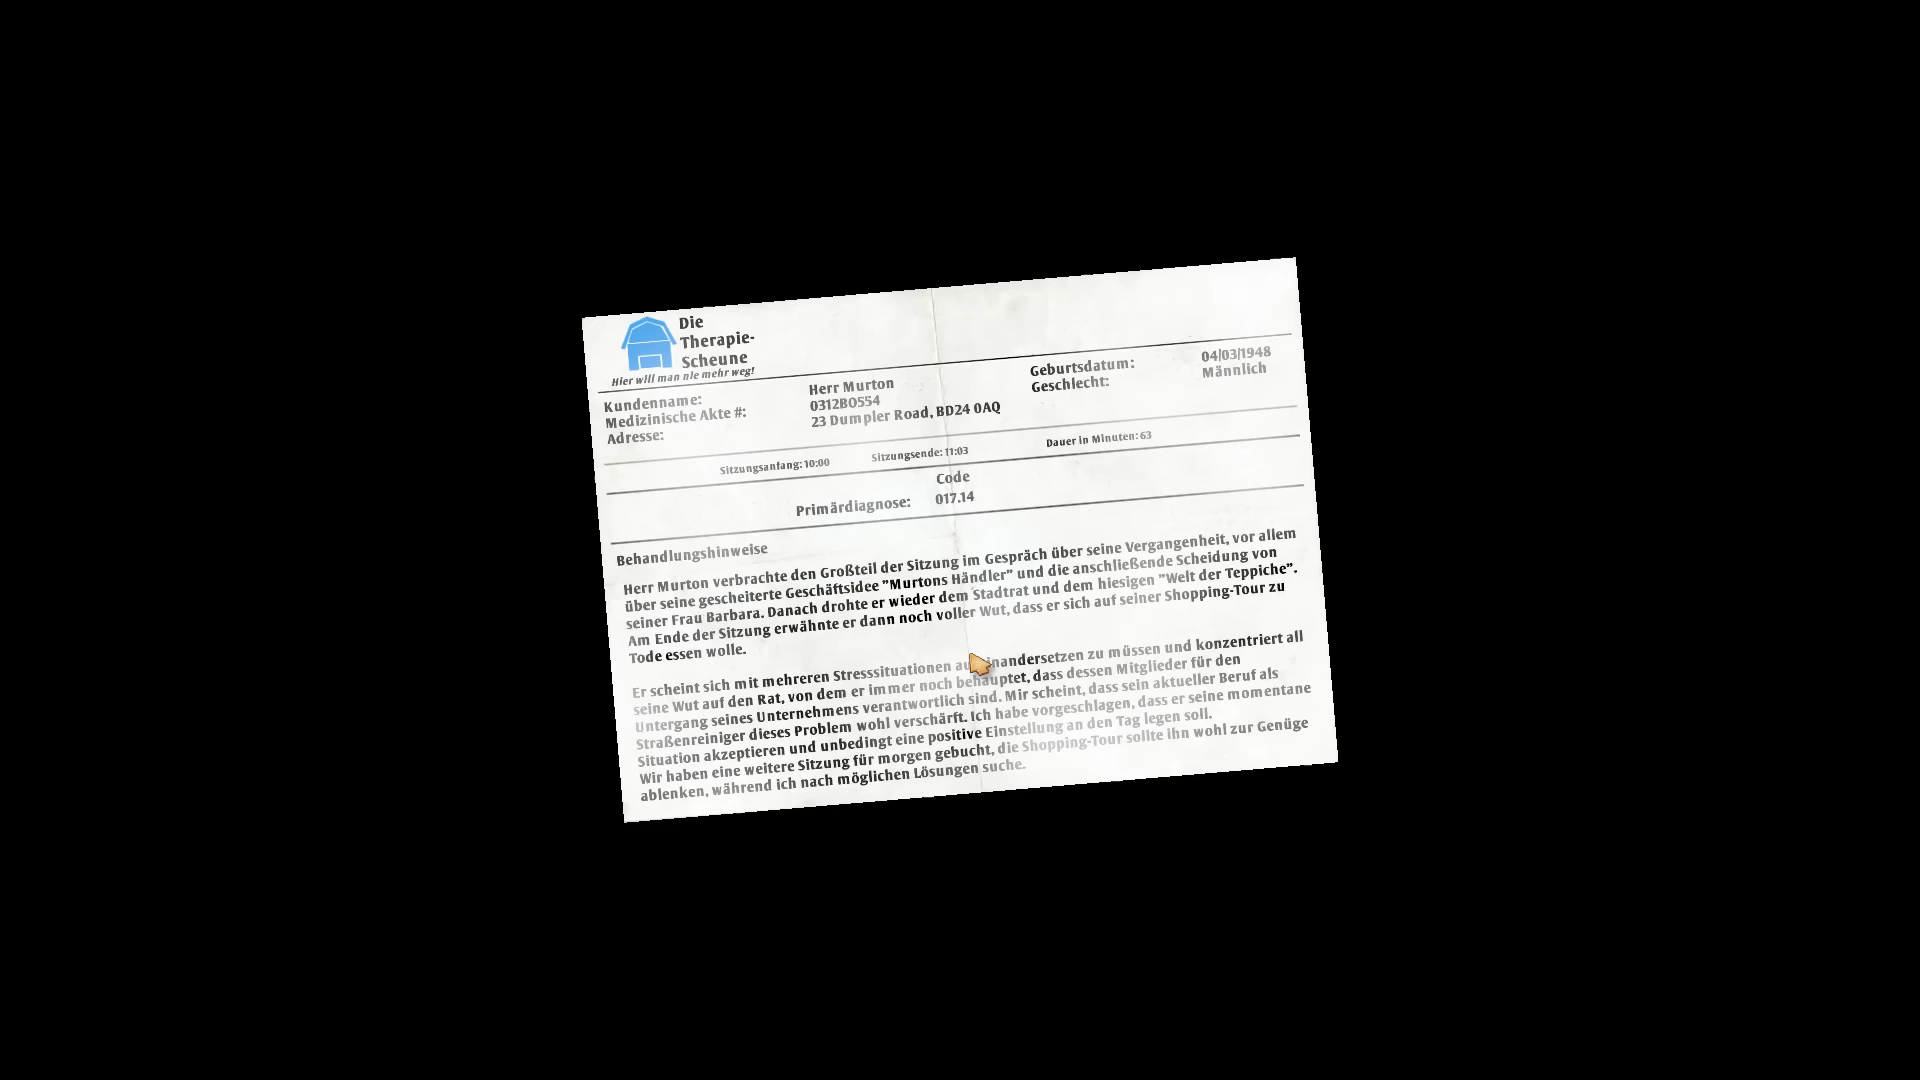 Die
Therapie-
Scheune
Hier will man nie mehr weg!
Kundenname: Herr Murton Geburtsdatum: 04/03/1948
Medizinische Akte #: 0312B0554 Geschlecht: Männlich
Adresse: 23 Dumpler Road, BD24 0AQ
Sitzungsanfang: 10:00 Sitzungsende: 11:03 Dauer in Minuten: 63
Code
Primärdiagnose: 017.14
Behandlungshinweise
Herr Murton verbrachte den Großteil der Sitzung im Gespräch über seine Vergangenheit, vor allem
über seine gescheiterte Geschäftsidee "Murtons Händler" und die anschließende Scheidung von
seiner Frau Barbara. Danach drohte er wieder dem Stadtrat und dem hiesigen "Welt der Teppiche".
Am Ende der Sitzung erwähnte er dann noch voller Wut, dass er sich auf seiner Shopping-Tour zu
Tode essen wolle.
Er scheint sich mit mehreren Stresssituationen auseinandersetzen zu müssen und konzentriert all
seine Wut auf den Rat, von dem er immer noch behauptet, dass dessen Mitglieder für den
Untergang seines Unternehmens verantwortlich sind. Mir scheint, dass sein aktueller Beruf als
Straßenreiniger dieses Problem wohl verschärft. Ich habe vorgeschlagen, dass er seine momentane
Situation akzeptieren und unbedingt eine positive Einstellung an den Tag legen soll.
Wir haben eine weitere Sitzung für morgen gebucht, die Shopping-Tour sollte ihn wohl zur Genüge
ablenken, während ich nach möglichen Lösungen suche.